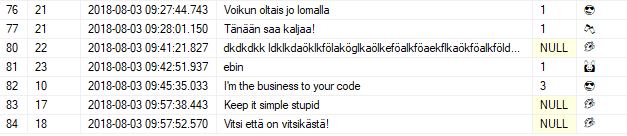 76 21 2018-08-03 09:27:44.743 Voikun oltais jo lomalla 1 😎
77 21 2018-08-03 09:28:01.150 Tänään saa kaljaa! 1
80 22 2018-08-03 09:41:21.827 dkdkdkk ldklkdaöklkfölaköglkaölkeföalkföaekflkaökföalkföld... NULL
81 23 2018-08-03 09:42:51.937 ebin 1
82 10 2018-08-03 09:45:35.033 I'm the business to your code 3 😎
83 17 2018-08-03 09:57:38.443 Keep it simple stupid NULL
84 18 2018-08-03 09:57:52.570 Vitsi että on vitsikästä! NULL